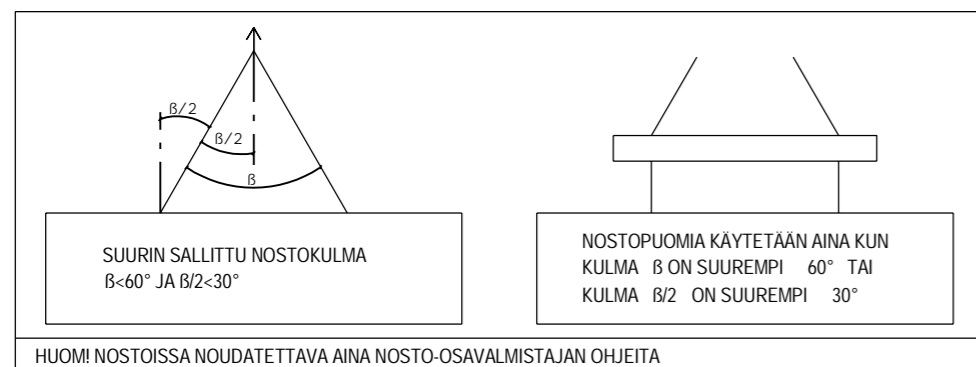 ß/2
ß/2
ß
SUURIN SALLITTU NOSTOKULMA
ß<60° JA ß/2<30°
NOSTOPUOMIA KÄYTETÄÄN AINA KUN
KULMA ß ON SUUREMPI 60° TAI
KULMA ß/2 ON SUUREMPI 30°
HUOM! NOSTOISSA NOUDATETTAVA AINA NOSTO-OSAVALMISTAJAN OHJEITA